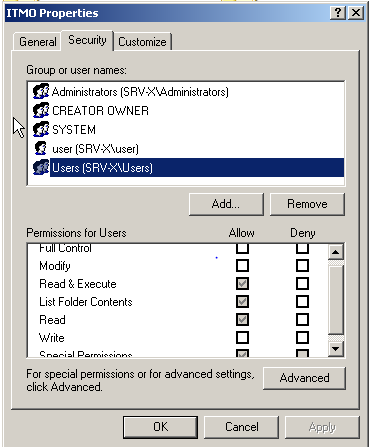 ITMO Properties
General Security Customize
Group or user names:
Administrators (SRV-X\Administrators)
CREATOR OWNER
SYSTEM
user (SRV-X\user)
Users (SRV-X\Users)
Add... Remove
Permissions for Users Allow Deny
Full Control
Modify
Read & Execute
List Folder Contents
Read
Write
Special Permissions
For special permissions or for advanced settings,
click Advanced.
Advanced
OK Cancel Apply